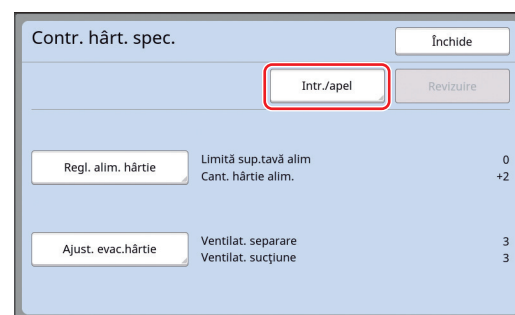 Contr. hârt. spec.
Închide
Intr./apel
Revizuire
Regl. alim. hârtie
Limită sup.tavă alim 0
Cant. hârtie alim. +2
Ajust. evac.hârtie
Ventilat. separare 3
Ventilat. sucţiune 3